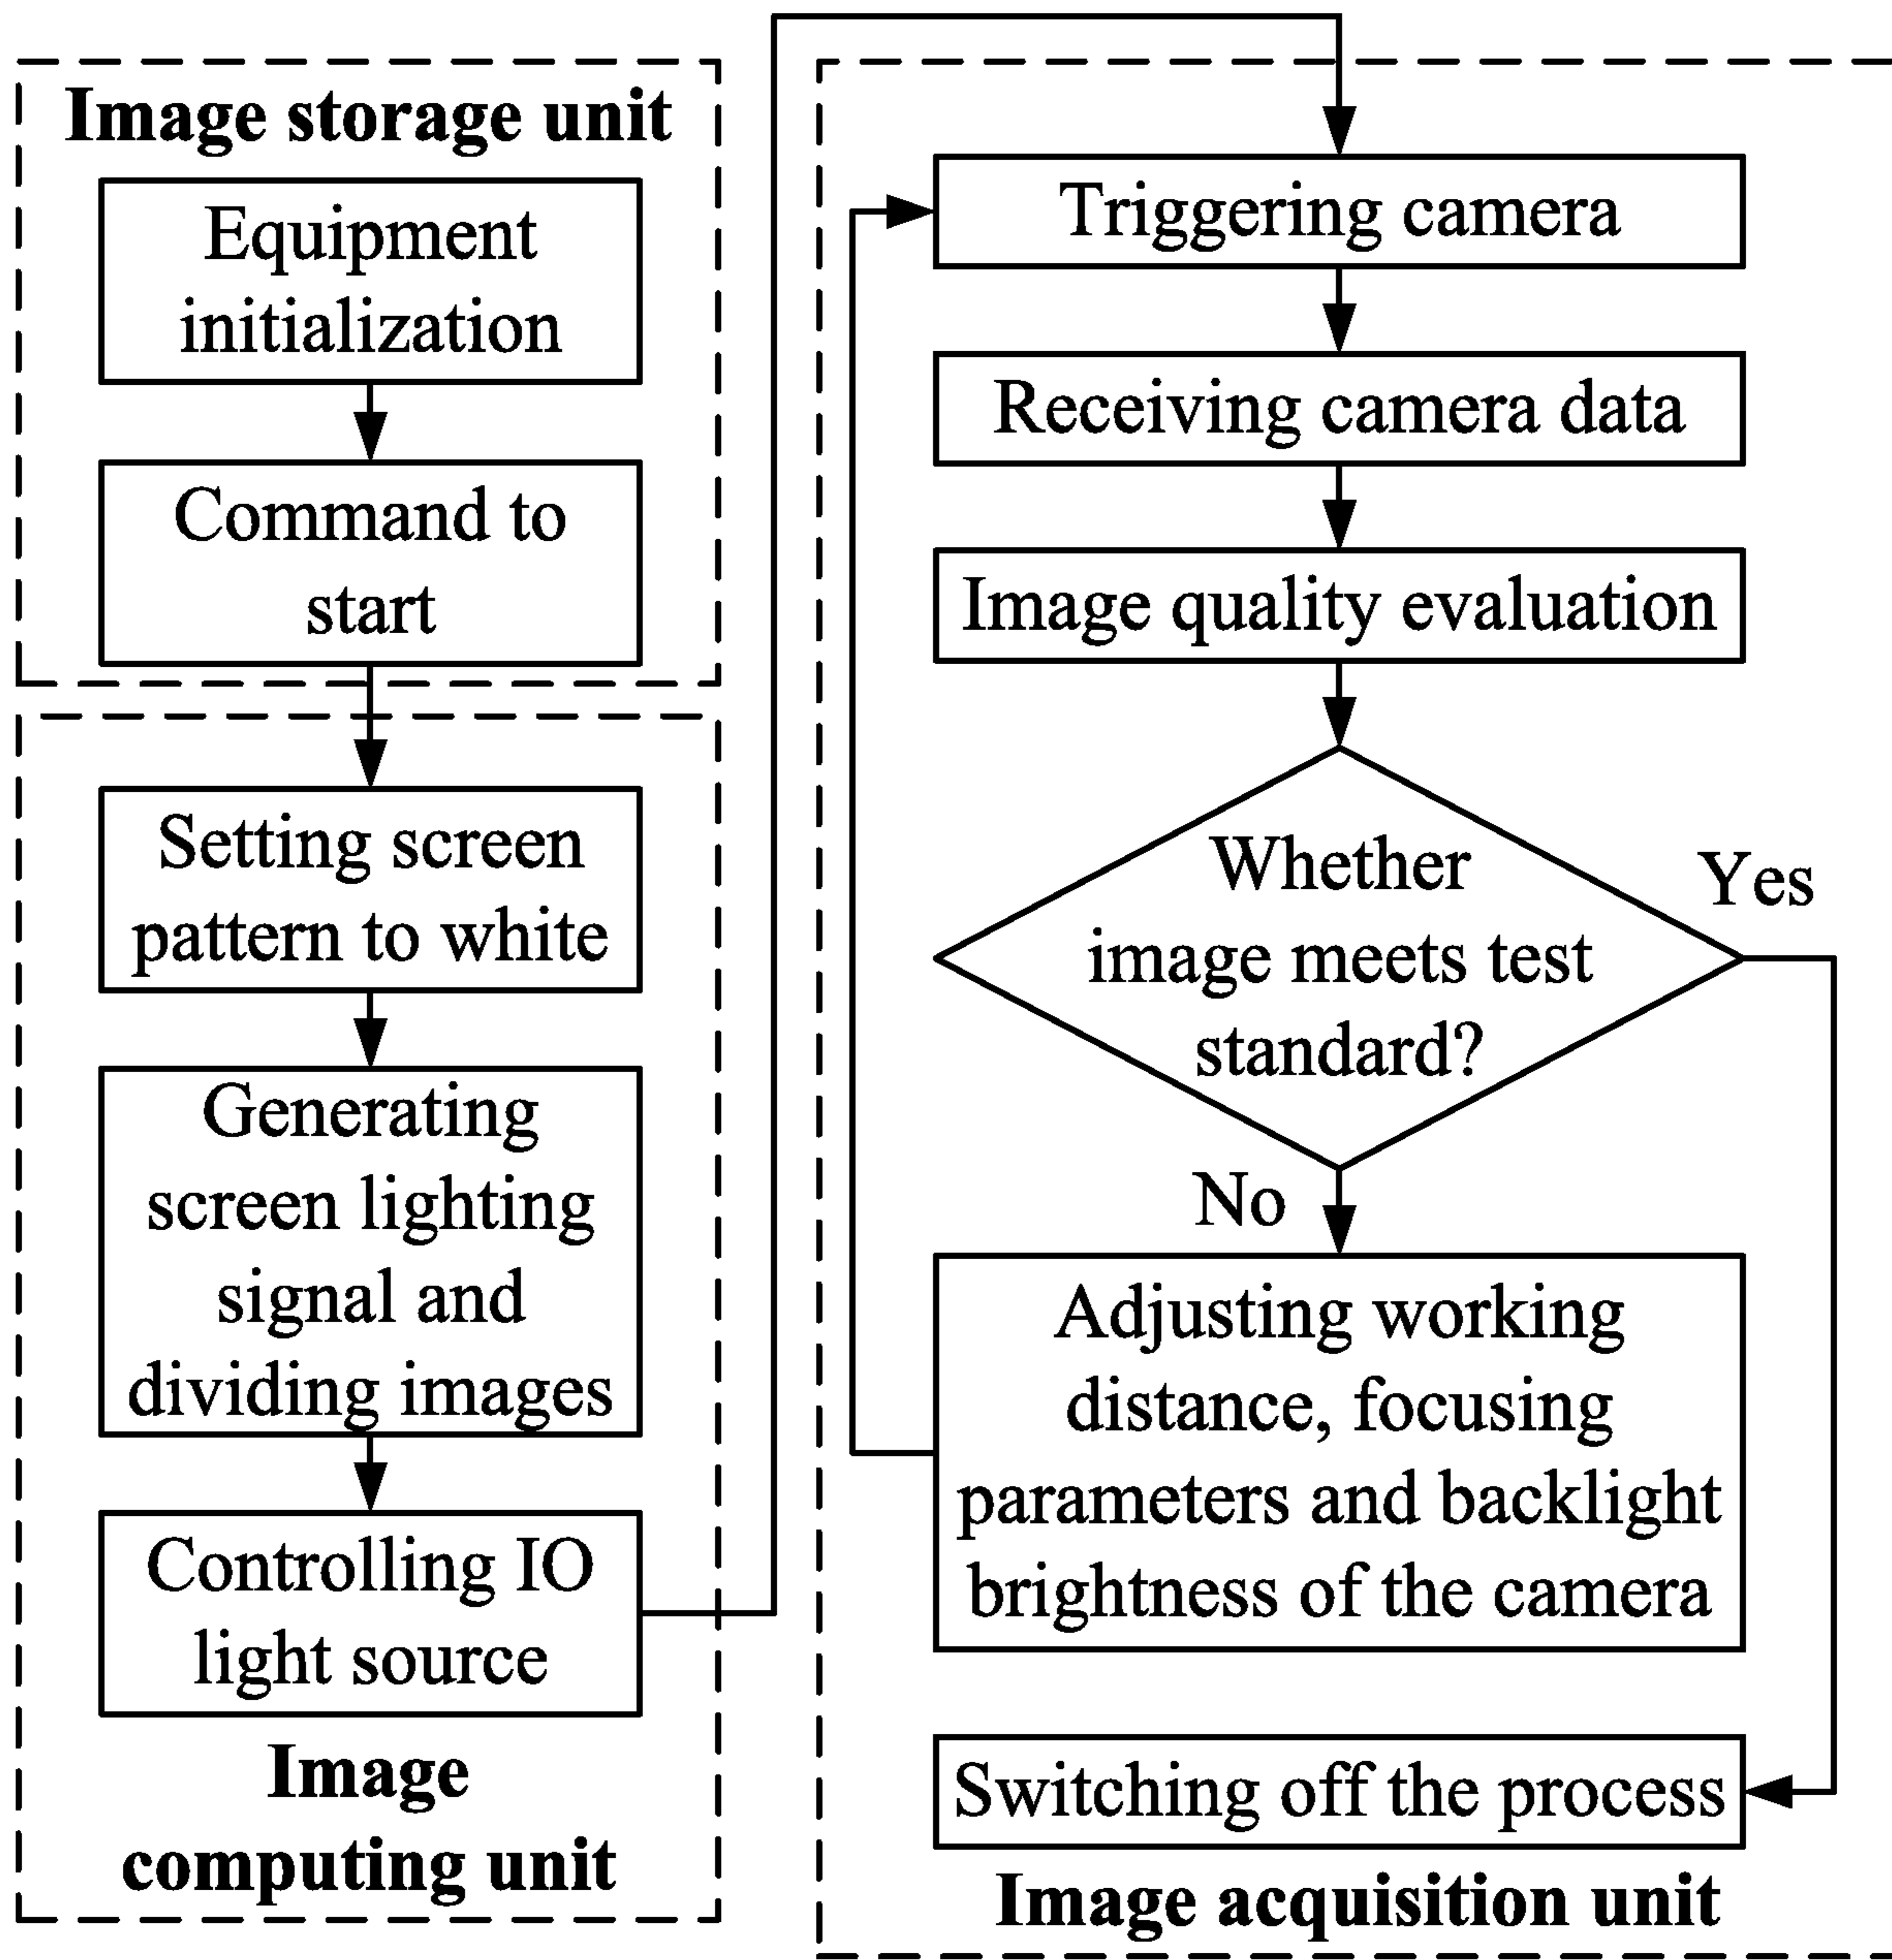 Image storage unit
Equipment
initialization
Command to
start
Setting screen
pattern to white
Generating
screen lighting
signal and
dividing images
Controlling IO
light source
Image
computing unit
Triggering camera
Receiving camera data
Image quality evaluation
Whether
image meets test
standard?
Yes
No
Adjusting working
distance, focusing
parameters and backlight
brightness of the camera
Switching off the process
Image acquisition unit